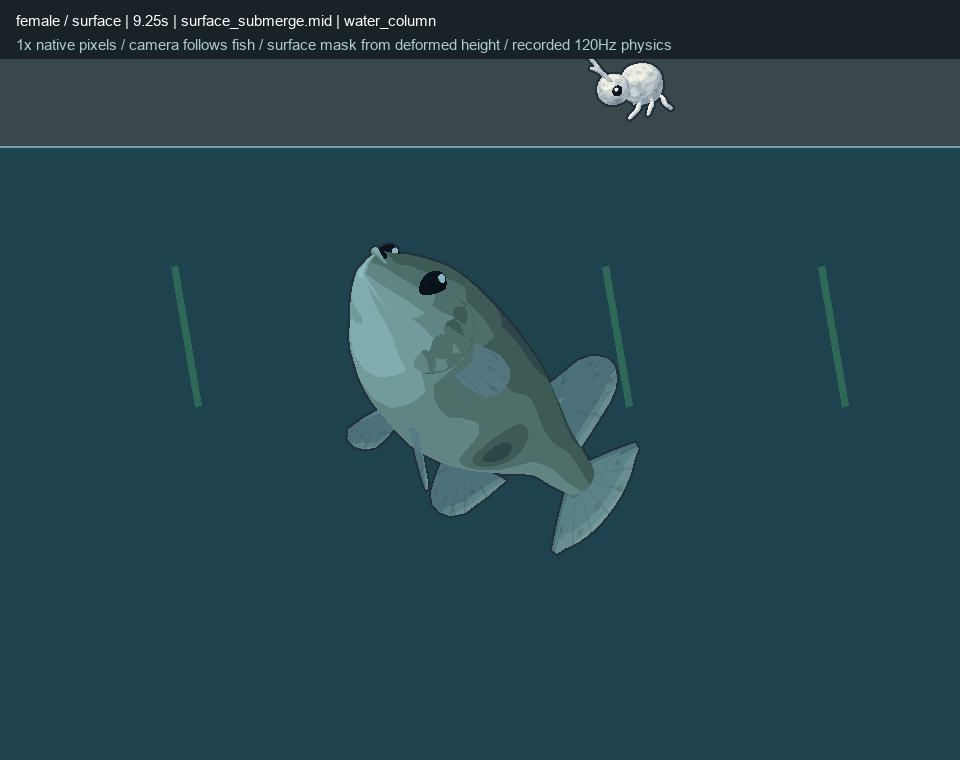 female / surface | 9.25s | surface_submerge.mid | water_column
1x native pixels / camera follows fish / surface mask from deformed height / recorded 120Hz physics